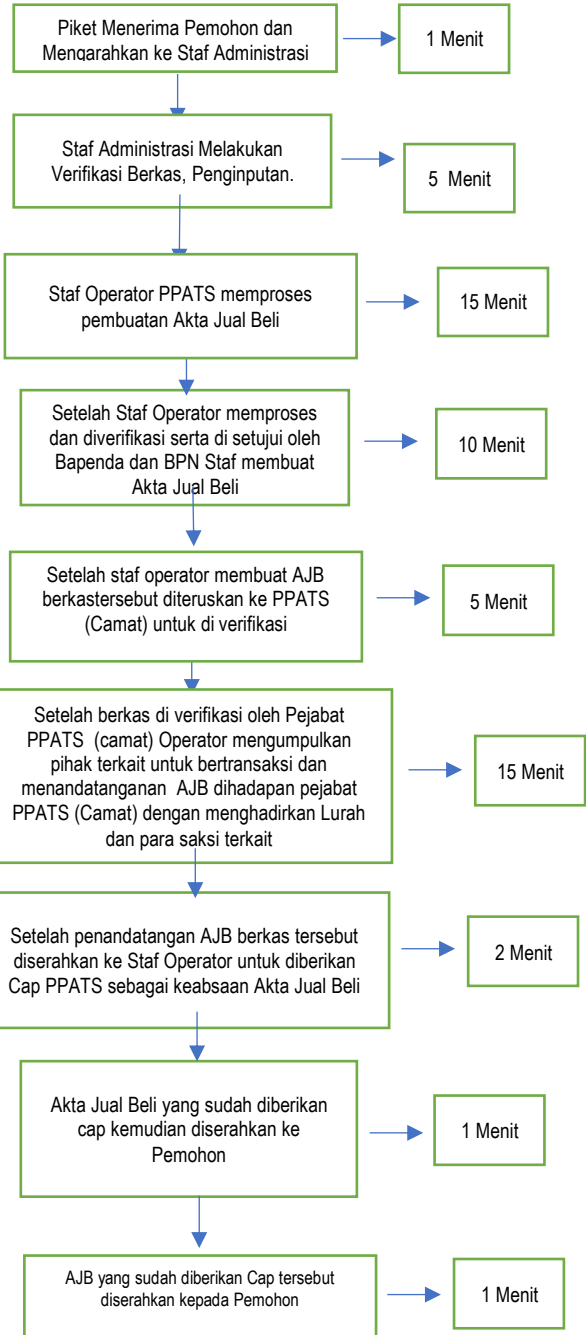 Piket Menerima Pemohon dan
Mengarahkan ke Staf Administrasi
1 Menit
Staf Administrasi Melakukan
Verifikasi Berkas, Penginputan.
5 Menit
Staf Operator PPATS memproses
pembuatan Akta Jual Beli
15 Menit
Setelah Staf Operator memproses
dan diverifikasi serta di setujui oleh
Bapenda dan BPN Staf membuat
Akta Jual Beli
10 Menit
Setelah staf operator membuat AJB
berkastersebut diteruskan ke PPATS
(Camat) untuk di verifikasi
5 Menit
Setelah berkas di verifikasi oleh Pejabat
PPATS (camat) Operator mengumpulkan
pihak terkait untuk bertransaksi dan
menandatanganan AJB dihadapan pejabat
PPATS (Camat) dengan menghadirkan Lurah
dan para saksi terkait
15 Menit
Setelah penandatangan AJB berkas tersebut
diserahkan ke Staf Operator untuk diberikan
Cap PPATS sebagai keabsaan Akta Jual Beli
2 Menit
Akta Jual Beli yang sudah diberikan
cap kemudian diserahkan ke
Pemohon
1 Menit
AJB yang sudah diberikan Cap tersebut
diserahkan kepada Pemohon
1 Menit